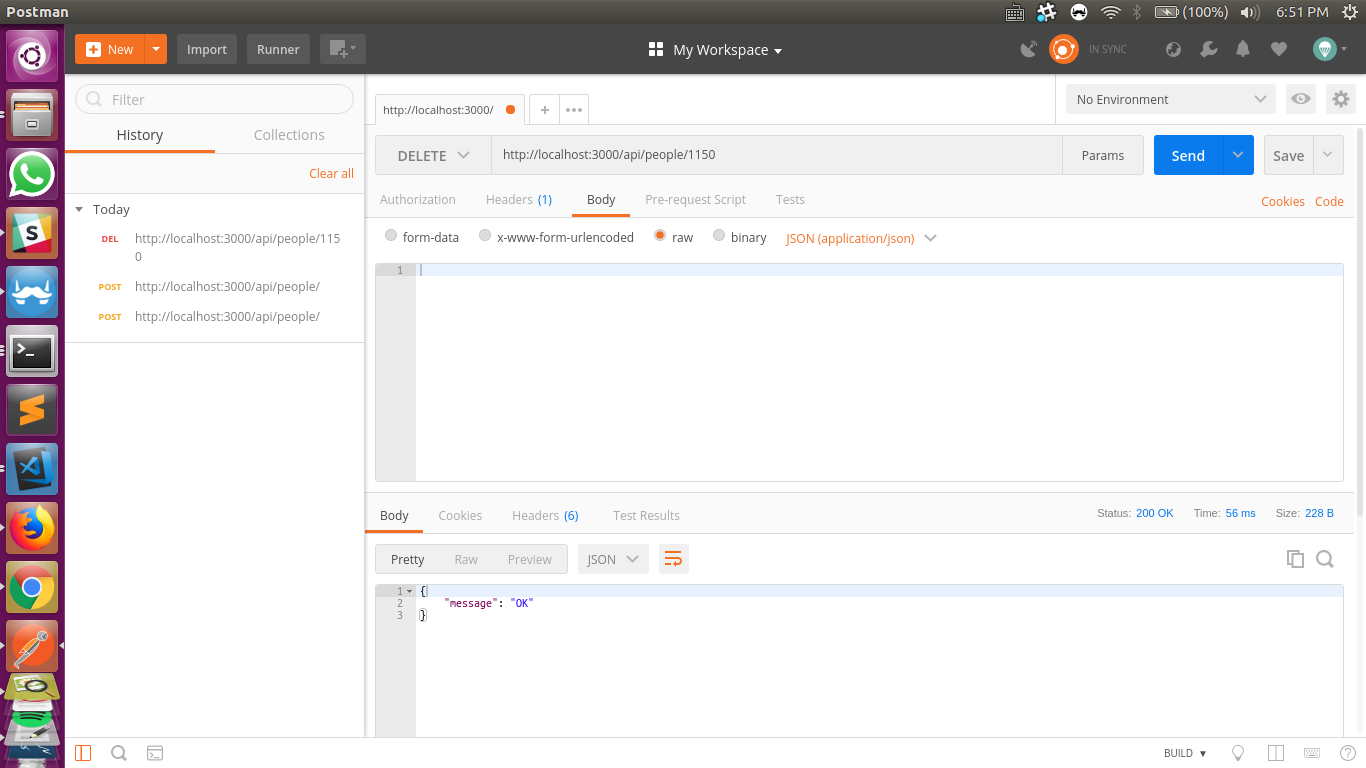 Postman
(100%)
6:51 PM
New
Import
Runner
My Workspace
IN SYNC
Filter
History
Collections
Clear all
Today
DEL
http://localhost:3000/api/people/115
0
POST
http://localhost:3000/api/people/
POST
http://localhost:3000/api/people/
http://localhost:3000/
No Environment
DELETE
http://localhost:3000/api/people/1150
Params
Send
Save
Authorization
Headers (1)
Body
Pre-request Script
Tests
Cookies
Code
form-data
x-www-form-urlencoded
raw
binary
JSON (application/json)
1
Body
Cookies
Headers (6)
Test Results
Status: 200 OK
Time: 56 ms
Size: 228 B
Pretty
Raw
Preview
JSON
1 {
2 "message": "OK"
3 }
BUILD